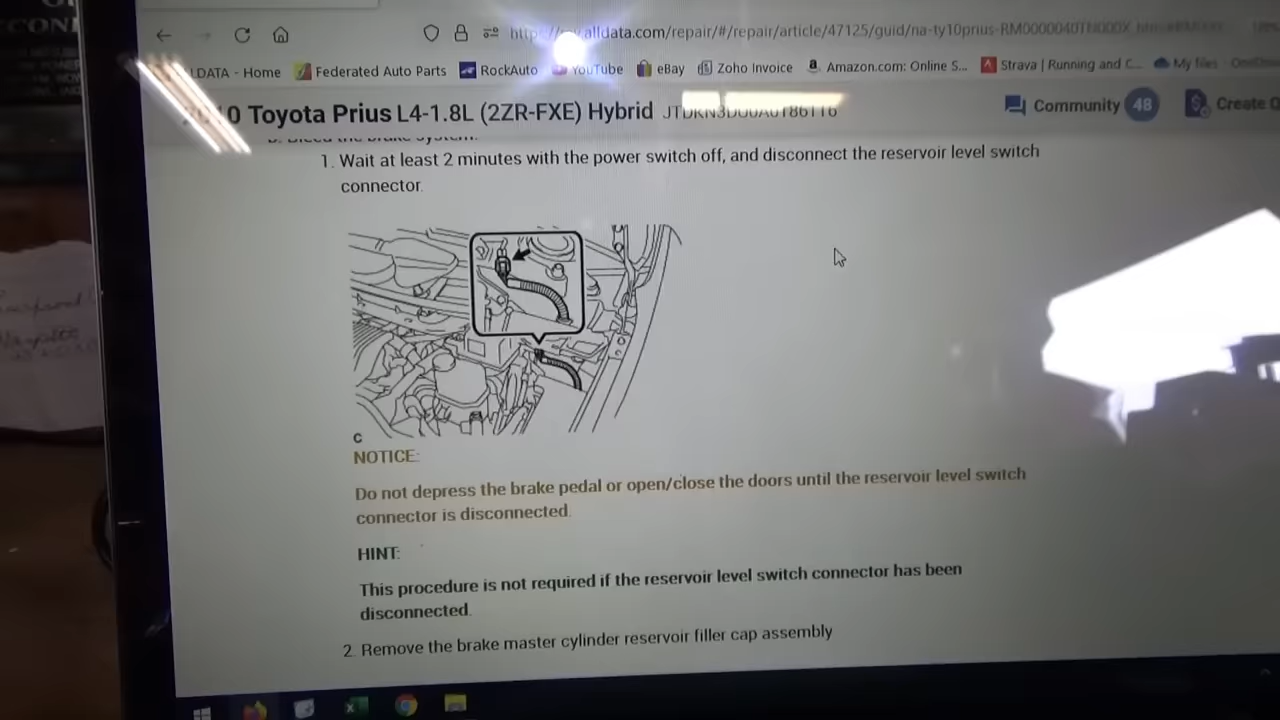 alldata.com/repair/#/repair/article/47125/guid/na-ty10prius-
DATA - Home Federated Auto Parts RockAuto YouTube eBay Zoho Invoice Amazon.com: Online S... Strava | Running and C... My files -
0 Toyota Prius L4-1.8L (2ZR-FXE) Hybrid Community 48 Create
1. Wait at least 2 minutes with the power switch off, and disconnect the reservoir level switch
connector.
C
NOTICE:
Do not depress the brake pedal or open/close the doors until the reservoir level switch
connector is disconnected.
HINT:
This procedure is not required if the reservoir level switch connector has been
disconnected.
2. Remove the brake master cylinder reservoir filler cap assembly